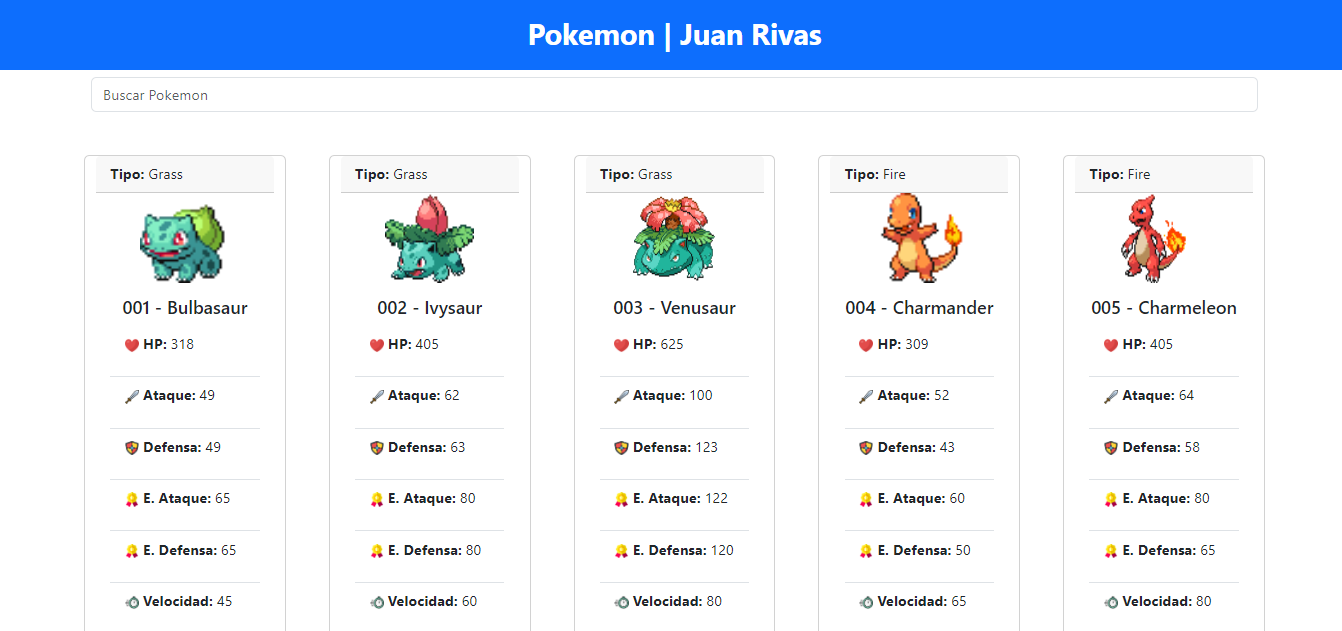 Pokemon | Juan Rivas
Buscar Pokemon
Tipo: Grass
001 - Bulbasaur
HP: 318
Ataque: 49
Defensa: 49
E. Ataque: 65
E. Defensa: 65
Velocidad: 45
Tipo: Grass
002 - Ivysaur
HP: 405
Ataque: 62
Defensa: 63
E. Ataque: 80
E. Defensa: 80
Velocidad: 60
Tipo: Grass
003 - Venusaur
HP: 625
Ataque: 100
Defensa: 123
E. Ataque: 122
E. Defensa: 120
Velocidad: 80
Tipo: Fire
004 - Charmander
HP: 309
Ataque: 52
Defensa: 43
E. Ataque: 60
E. Defensa: 50
Velocidad: 65
Tipo: Fire
005 - Charmeleon
HP: 405
Ataque: 64
Defensa: 58
E. Ataque: 80
E. Defensa: 65
Velocidad: 80